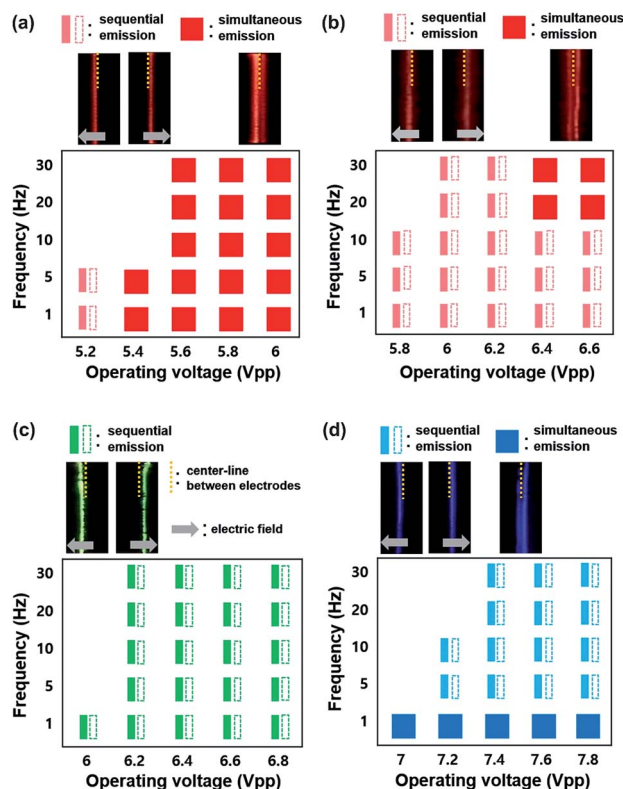 (a)
: sequential
emission
: simultaneous
emission
Frequency (Hz)
30
20
10
5
1
5.2 5.4 5.6 5.8 6
Operating voltage (Vpp)
(b)
: sequential
emission
: simultaneous
emission
Frequency (Hz)
30
20
10
5
1
5.8 6 6.2 6.4 6.6
Operating voltage (Vpp)
(c)
: sequential
emission
: center-line
between electrodes
: electric field
Frequency (Hz)
30
20
10
5
1
6 6.2 6.4 6.6 6.8
Operating voltage (Vpp)
(d)
: sequential
emission
: simultaneous
emission
Frequency (Hz)
30
20
10
5
1
7 7.2 7.4 7.6 7.8
Operating voltage (Vpp)